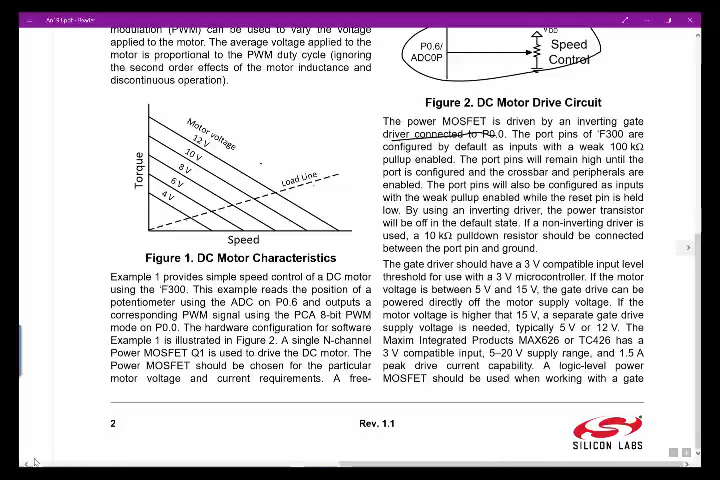 An191.pdf - Reader
modulation (PWM) can be used to vary the voltage
applied to the motor. The average voltage applied to the
motor is proportional to the PWM duty cycle (ignoring
the second order effects of the motor inductance and
discontinuous operation).
Torque
Motor voltage
12 V
10 V
8 V
6 V
4 V
Load Line
Speed
Figure 1. DC Motor Characteristics
Example 1 provides simple speed control of a DC motor
using the ‘F300. This example reads the position of a
potentiometer using the ADC on P0.6 and outputs a
corresponding PWM signal using the PCA 8-bit PWM
mode on P0.0. The hardware configuration for software
Example 1 is illustrated in Figure 2. A single N-channel
Power MOSFET Q1 is used to drive the DC motor. The
Power MOSFET should be chosen for the particular
motor voltage and current requirements. A free-
P0.6/
ADC0P
VDD
Speed
Control
Figure 2. DC Motor Drive Circuit
The power MOSFET is driven by an inverting gate
driver connected to P0.0. The port pins of ‘F300 are
configured by default as inputs with a weak 100 kΩ
pullup enabled. The port pins will remain high until the
port is configured and the crossbar and peripherals are
enabled. The port pins will also be configured as inputs
with the weak pullup enabled while the reset pin is held
low. By using an inverting driver, the power transistor
will be off in the default state. If a non-inverting driver is
used, a 10 kΩ pulldown resistor should be connected
between the port pin and ground.
The gate driver should have a 3 V compatible input level
threshold for use with a 3 V microcontroller. If the motor
voltage is between 5 V and 15 V, the gate drive can be
powered directly off the motor supply voltage. If the
motor voltage is higher that 15 V, a separate gate drive
supply voltage is needed, typically 5 V or 12 V. The
Maxim Integrated Products MAX626 or TC426 has a
3 V compatible input, 5–20 V supply range, and 1.5 A
peak drive current capability. A logic-level power
MOSFET should be used when working with a gate
2
Rev. 1.1
SILICON LABS